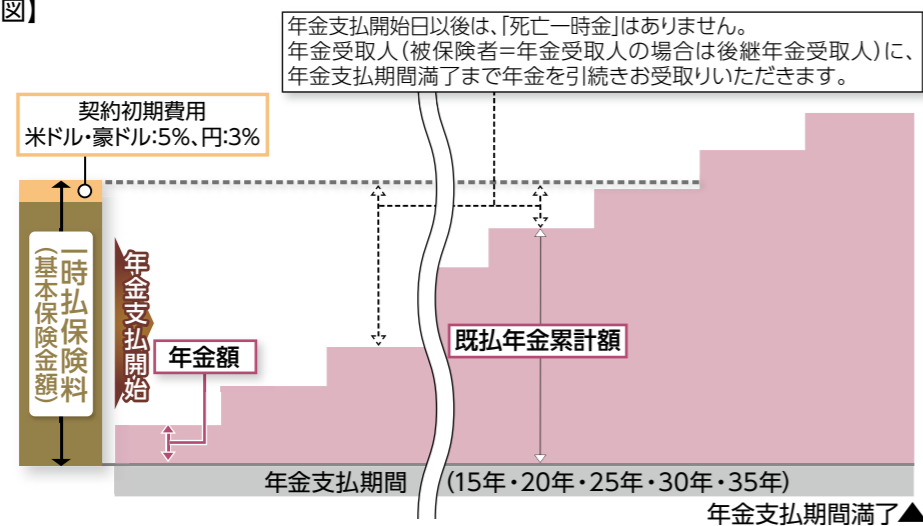 図】
年金支払開始日以後は、「死亡一時金」はありません。
年金受取人(被保険者=年金受取人の場合は後継年金受取人)に、
年金支払期間満了まで年金を引続きお受取りいただきます。
契約初期費用
米ドル・豪ドル:5%、円:3%
一時払保険料
(基本保険金額)
年金支払開始
年金額
既払年金累計額
年金支払期間 (15年・20年・25年・30年・35年)
年金支払期間満了▲